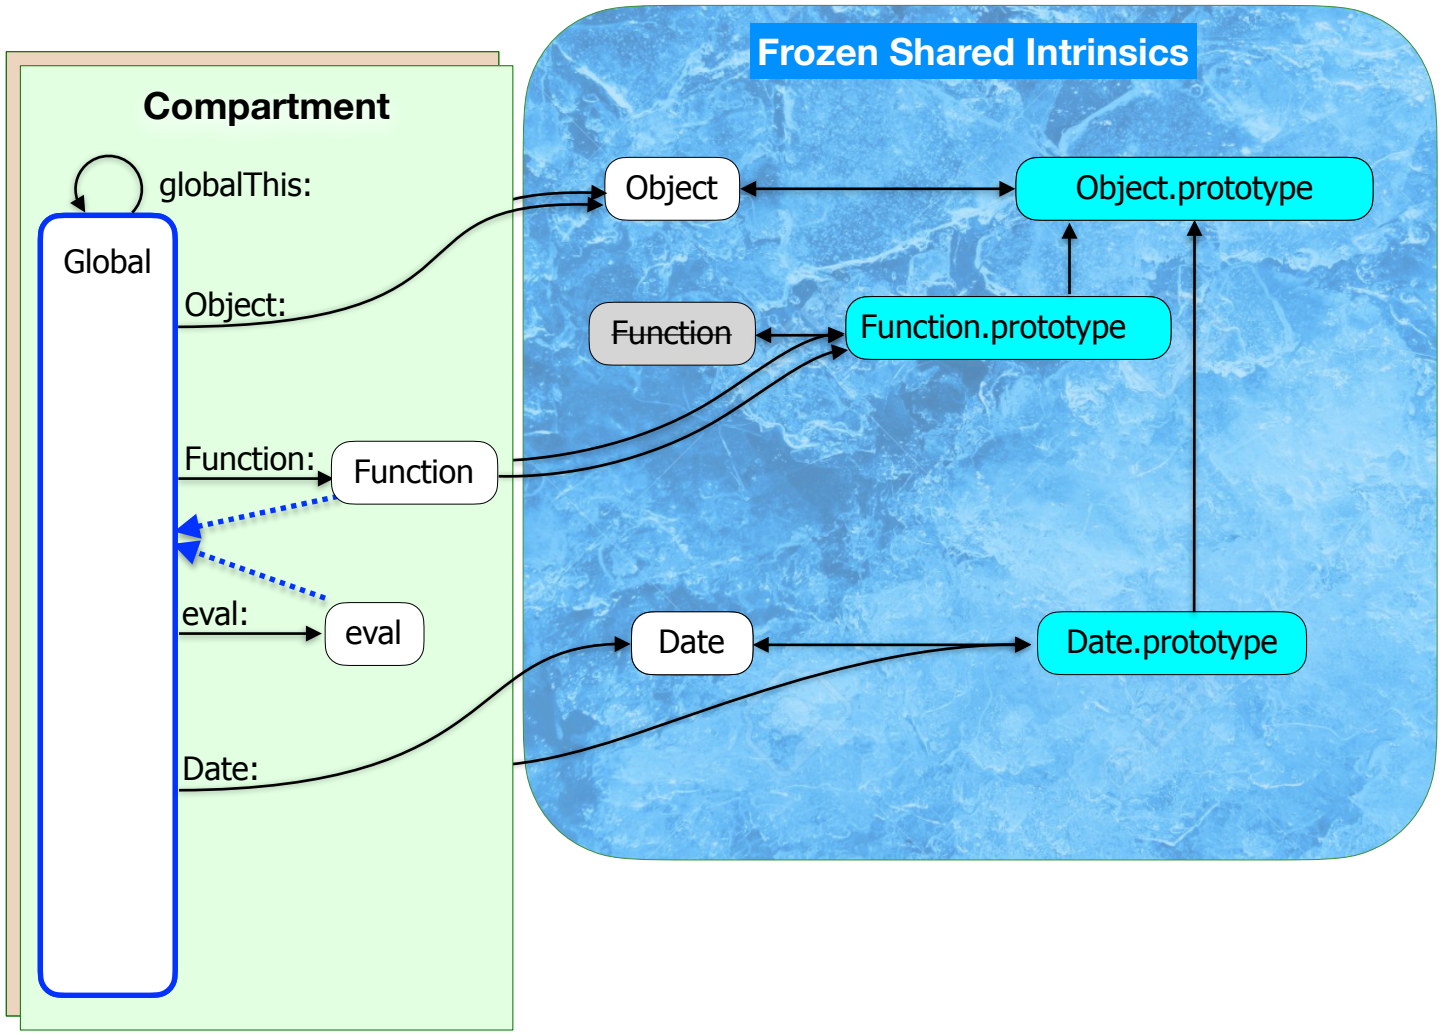 Frozen Shared Intrinsics
Compartment
globalThis:
Object
Object.prototype
Global
Object:
Function
Function.prototype
Function:
Function
eval:
eval
Date
Date.prototype
Date: